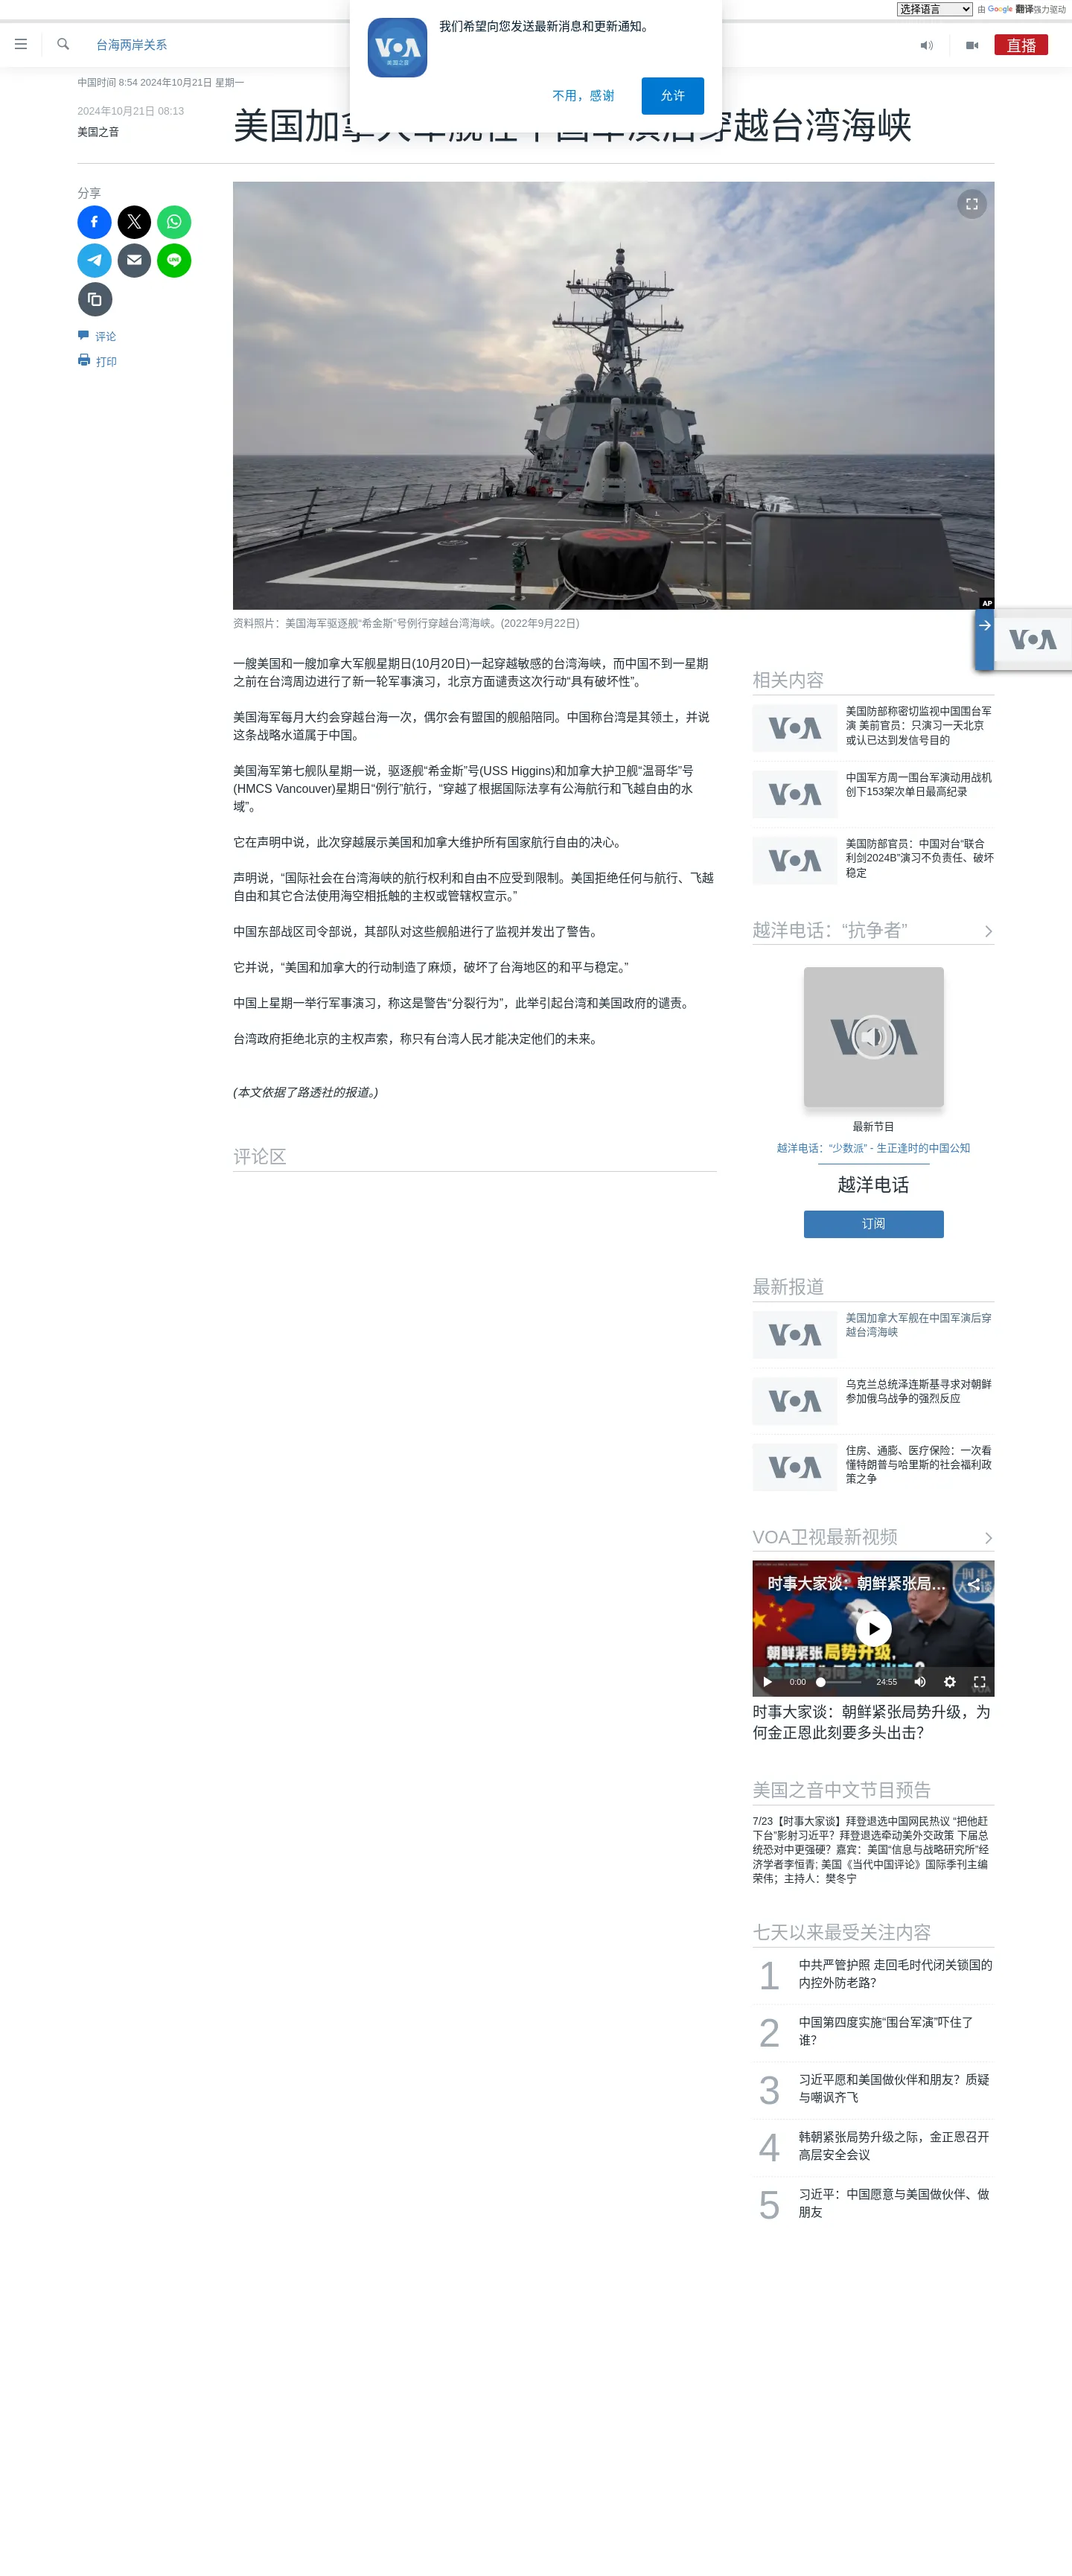 选择语言
由 Google 翻译强力驱动
我们希望向您发送最新消息和更新通知。
VOA
美国之音
不用，感谢
允许
台海两岸关系
直播
中国时间 8:54 2024年10月21日 星期一
2024年10月21日 08:13
美国之音
美国加拿大军舰在中国军演后穿越台湾海峡
分享
评论
打印
AP
资料照片：美国海军驱逐舰“希金斯”号例行穿越台湾海峡。(2022年9月22日)
VOA
一艘美国和一艘加拿大军舰星期日(10月20日)一起穿越敏感的台湾海峡，而中国不到一星期
之前在台湾周边进行了新一轮军事演习，北京方面谴责这次行动“具有破坏性”。
美国海军每月大约会穿越台海一次，偶尔会有盟国的舰船陪同。中国称台湾是其领土，并说
这条战略水道属于中国。
美国海军第七舰队星期一说，驱逐舰“希金斯”号(USS Higgins)和加拿大护卫舰“温哥华”号
(HMCS Vancouver)星期日“例行”航行，“穿越了根据国际法享有公海航行和飞越自由的水
域”。
它在声明中说，此次穿越展示美国和加拿大维护所有国家航行自由的决心。
声明说，“国际社会在台湾海峡的航行权利和自由不应受到限制。美国拒绝任何与航行、飞越
自由和其它合法使用海空相抵触的主权或管辖权宣示。”
中国东部战区司令部说，其部队对这些舰船进行了监视并发出了警告。
它并说，“美国和加拿大的行动制造了麻烦，破坏了台海地区的和平与稳定。”
中国上星期一举行军事演习，称这是警告“分裂行为”，此举引起台湾和美国政府的谴责。
台湾政府拒绝北京的主权声索，称只有台湾人民才能决定他们的未来。
(本文依据了路透社的报道。)
评论区
相关内容
VOA
美国防部称密切监视中国围台军
演 美前官员：只演习一天北京
或认已达到发信号目的
VOA
中国军方周一围台军演动用战机
创下153架次单日最高纪录
VOA
美国防部官员：中国对台“联合
利剑2024B”演习不负责任、破坏
稳定
越洋电话：“抗争者”
VOA
最新节目
越洋电话：“少数派” - 生正逢时的中国公知
越洋电话
订阅
最新报道
VOA
美国加拿大军舰在中国军演后穿
越台湾海峡
VOA
乌克兰总统泽连斯基寻求对朝鲜
参加俄乌战争的强烈反应
VOA
住房、通膨、医疗保险：一次看
懂特朗普与哈里斯的社会福利政
策之争
VOA卫视最新视频
时事大家谈：朝鲜紧张局...
时事
大家谈
朝鲜紧张局势升级，
金正恩为何多头出击？
0:00
24:55
VOA
时事大家谈：朝鲜紧张局势升级，为
何金正恩此刻要多头出击？
美国之音中文节目预告
7/23【时事大家谈】拜登退选中国网民热议 “把他赶
下台”影射习近平？拜登退选牵动美外交政策 下届总
统恐对中更强硬？嘉宾：美国“信息与战略研究所”经
济学者李恒青; 美国《当代中国评论》国际季刊主编
荣伟；主持人：樊冬宁
七天以来最受关注内容
1
中共严管护照 走回毛时代闭关锁国的
内控外防老路？
2
中国第四度实施“围台军演”吓住了
谁？
3
习近平愿和美国做伙伴和朋友？质疑
与嘲讽齐飞
4
韩朝紧张局势升级之际，金正恩召开
高层安全会议
5
习近平：中国愿意与美国做伙伴、做
朋友